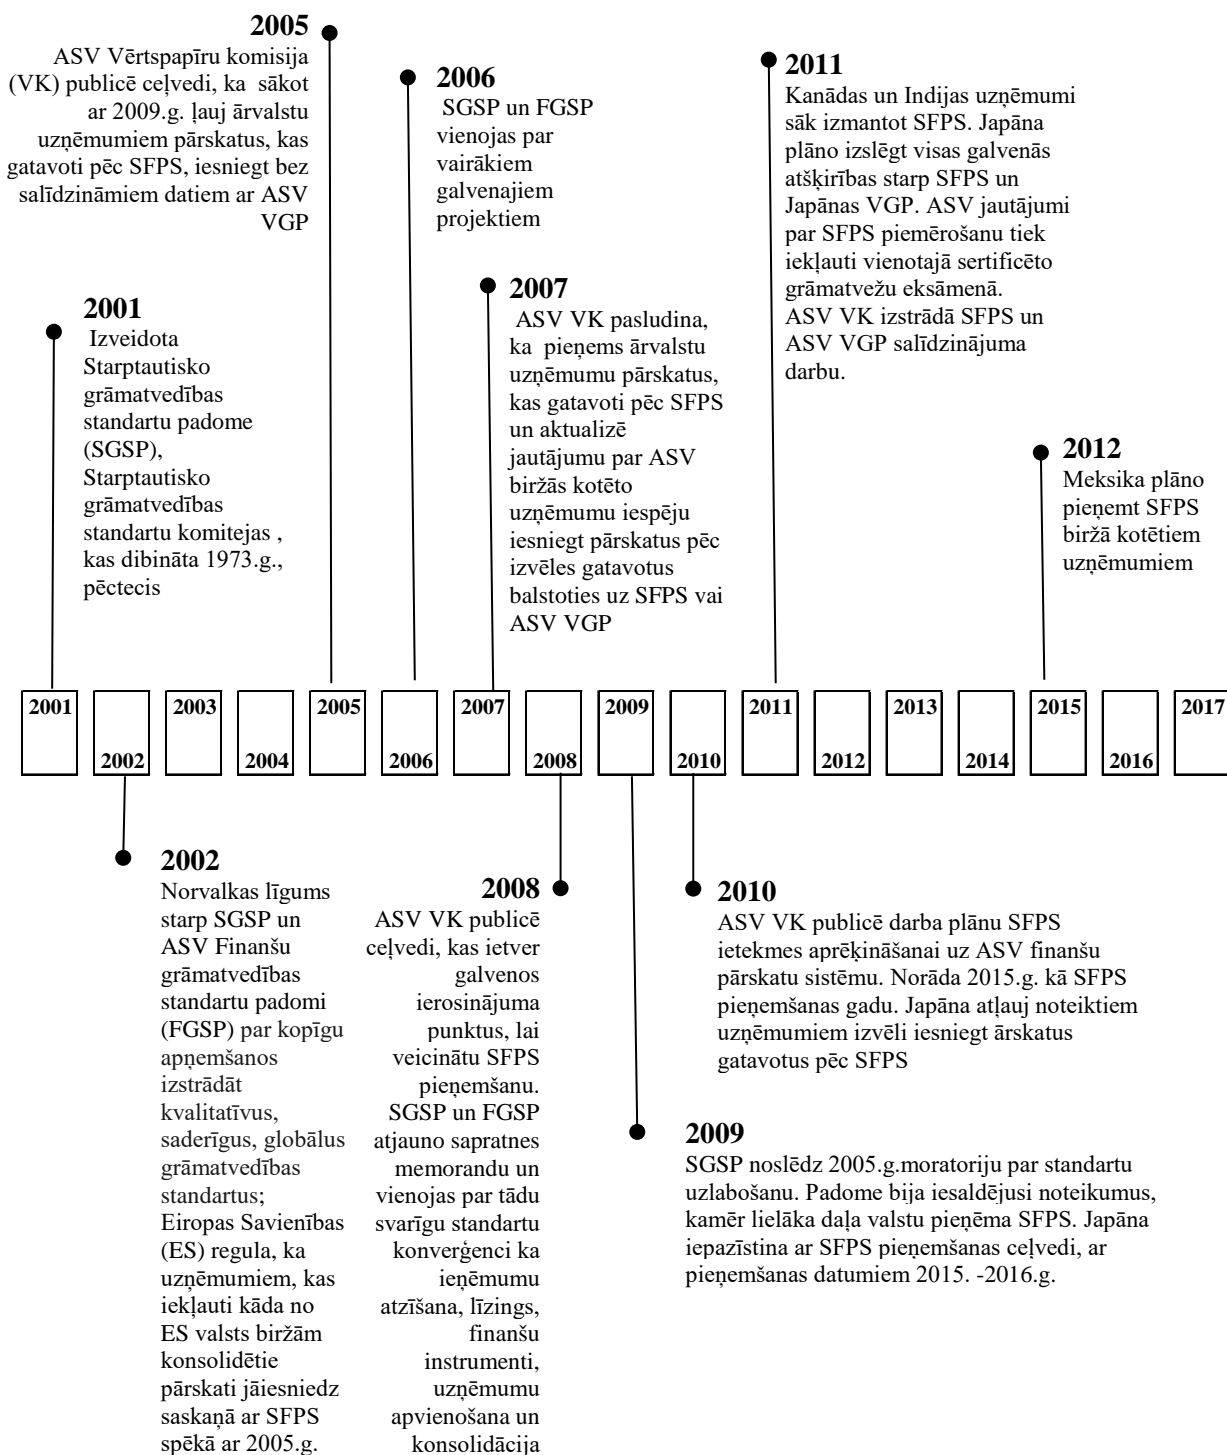 2005
ASV Vērtspapīru komisija
(VK) publicē ceļvedi, ka sākot
ar 2009.g. ļauj ārvalstu
uzņēmumiem pārskatus, kas
gatavoti pēc SFPS, iesniegt bez
salīdzināmiem datiem ar ASV
VGP
2006
SGSP un FGSP
vienojas par
vairākiem
galvenajiem
projektiem
2011
Kanādas un Indijas uzņēmumi
sāk izmantot SFPS. Japāna
plāno izslēgt visas galvenās
atšķirības starp SFPS un
Japānas VGP. ASV jautājumi
par SFPS piemērošanu tiek
iekļauti vienotajā sertificēto
grāmatvežu eksāmenā.
ASV VK izstrādā SFPS un
ASV VGP salīdzinājuma
darbu.
2001
Izveidota
Starptautisko
grāmatvedības
standartu padome
(SGSP),
Starptautisko
grāmatvedības
standartu komitejas ,
kas dibināta 1973.g.,
pēctecis
2007
ASV VK pasludina,
ka pieņems ārvalstu
uzņēmumu pārskatus,
kas gatavoti pēc SFPS
un aktualizē
jautājumu par ASV
biržās kotēto
uzņēmumu iespēju
iesniegt pārskatus pēc
izvēles gatavotus
balstoties uz SFPS vai
ASV VGP
2012
Meksika plāno
pieņemt SFPS
biržā kotētiem
uzņēmumiem
2001 2002 2003 2004 2005 2006 2007 2008 2009 2010 2011 2012 2013 2014 2015 2016 2017
2002
Norvalkas līgums
starp SGSP un
ASV Finanšu
grāmatvedības
standartu padomi
(FGSP) par kopīgu
apņemšanos
izstrādāt
kvalitatīvus,
saderīgus, globālus
grāmatvedības
standartus;
Eiropas Savienības
(ES) regula, ka
uzņēmumiem, kas
iekļauti kāda no
ES valsts biržām
konsolidētie
pārskati jāiesniedz
saskaņā ar SFPS
spēkā ar 2005.g.
2008
ASV VK publicē
ceļvedi, kas ietver
galvenos
ierosinājuma
punktus, lai
veicinātu SFPS
pieņemšanu.
SGSP un FGSP
atjauno sapratnes
memorandu un
vienojas par tādu
svarīgu standartu
konverģenci ka
ieņēmumu
atzīšana, līzings,
finanšu
instrumenti,
uzņēmumu
apvienošana un
konsolidācija
2010
ASV VK publicē darba plānu SFPS
ietekmes aprēķināšanai uz ASV finanšu
pārskatu sistēmu. Norāda 2015.g. kā SFPS
pieņemšanas gadu. Japāna atļauj noteiktiem
uzņēmumiem izvēli iesniegt ārskatus
gatavotus pēc SFPS
2009
SGSP noslēdz 2005.g.moratoriju par standartu
uzlabošanu. Padome bija iesaldējusi noteikumus,
kamēr lielāka daļa valstu pieņēma SFPS. Japāna
iepazīstina ar SFPS pieņemšanas ceļvedi, ar
pieņemšanas datumiem 2015. -2016.g.